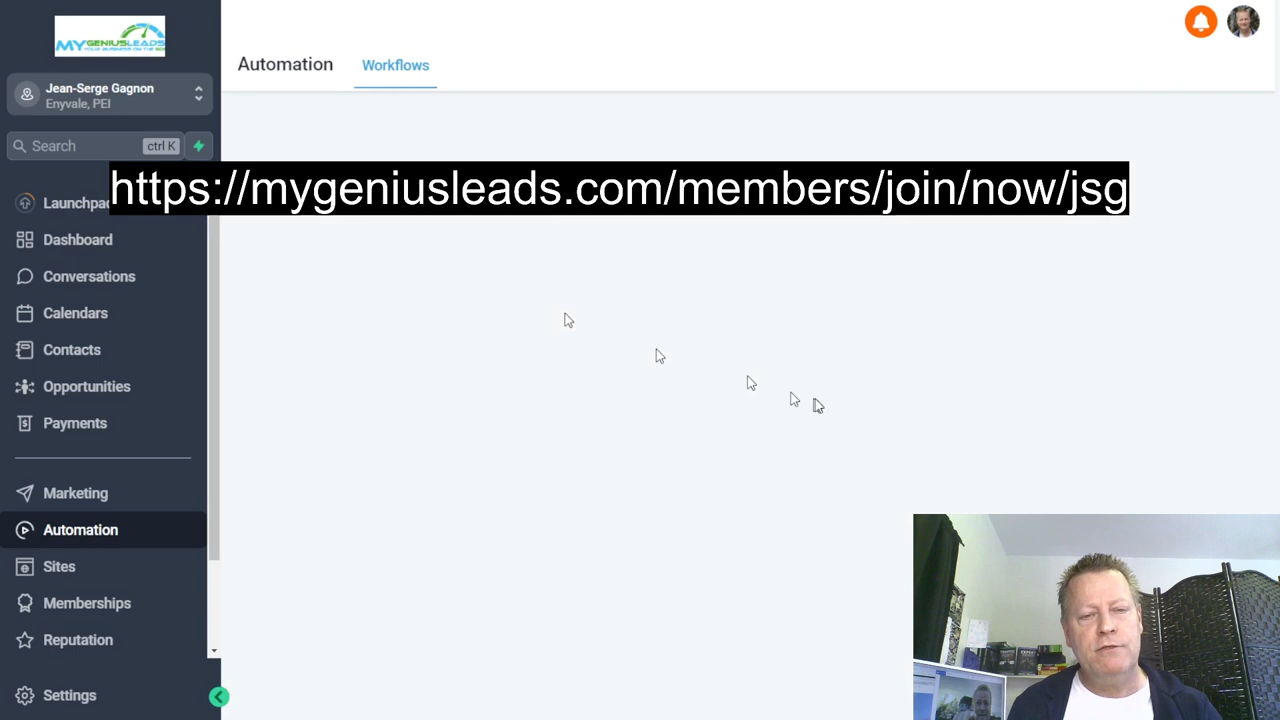 MYGENIUSLEADS
Automation
Workflows
Jean-Serge Gagnon
Enyvale, PEI
Search
ctrl K
https://mygeniusleads.com/members/join/now/jsg
Launchpad
Dashboard
Conversations
Calendars
Contacts
Opportunities
Payments
Marketing
Automation
Sites
Memberships
Reputation
Settings